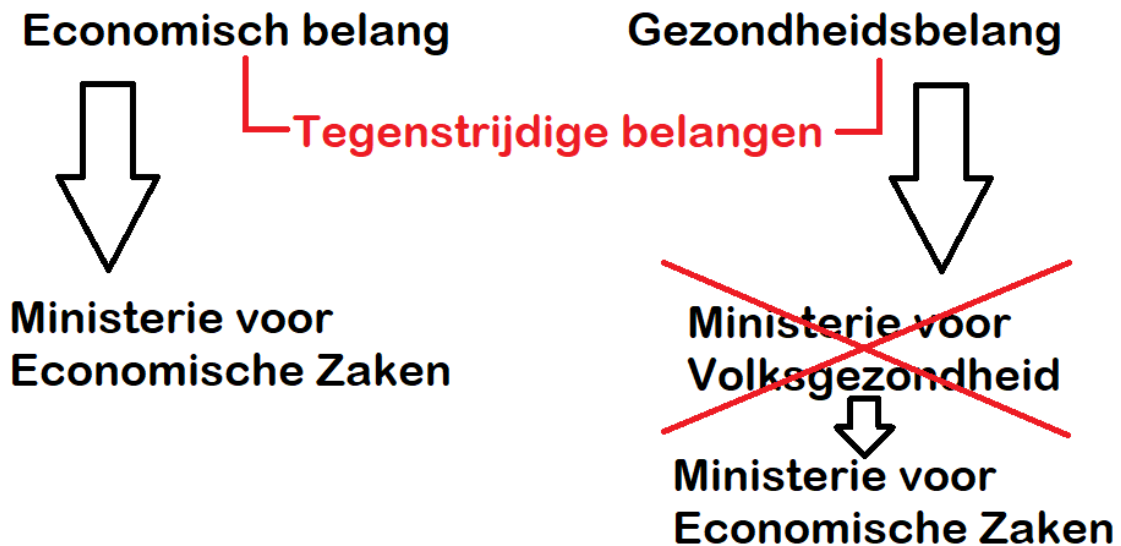 Economisch belang
Gezondheidsbelang
Tegenstrijdige belangen
Ministerie voor
Economische Zaken
Ministerie voor
Volksgezondheid
Ministerie voor
Economische Zaken